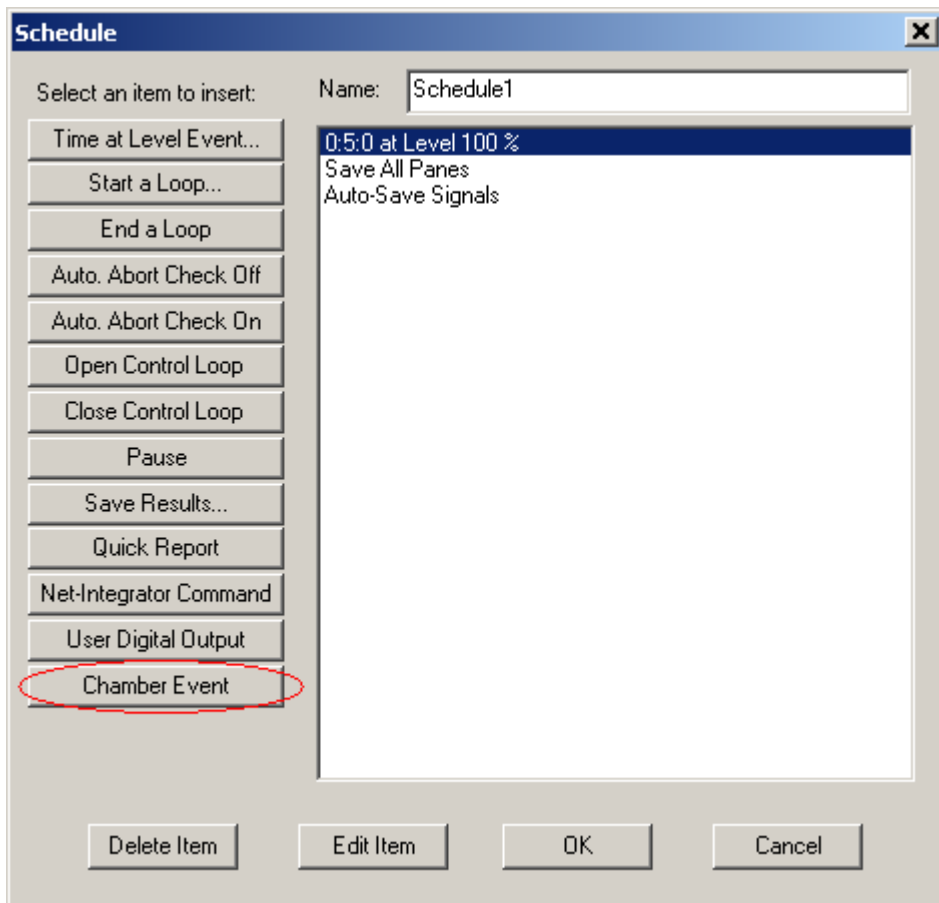 Schedule
Select an item to insert:
Name: Schedule1
Time at Level Event...
Start a Loop...
End a Loop
Auto. Abort Check Off
Auto. Abort Check On
Open Control Loop
Close Control Loop
Pause
Save Results...
Quick Report
Net-Integrator Command
User Digital Output
Chamber Event
0:5:0 at Level 100 %
Save All Panes
Auto-Save Signals
Delete Item
Edit Item
OK
Cancel